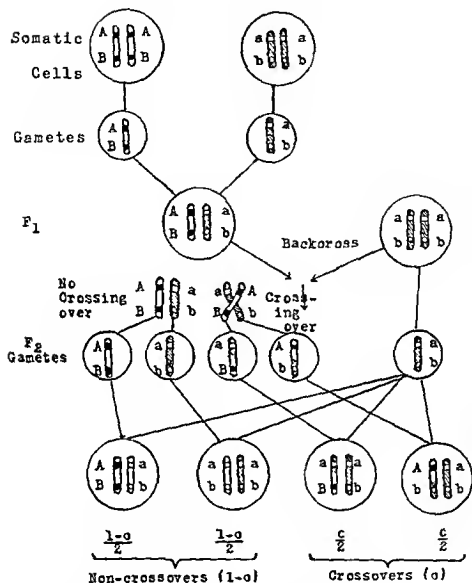 Somatic
Cells
A A
B B
a a
b b
Gametes
A
B
a
b
F1
A a
B b
Backcross
a a
b b
No
Crossing
over
A a
B b
a A
B b
Cross-
ing
over
F2
Gametes
A
B
a
b
a
B
A
b
a
b
A a
B b
a a
b b
a a
B b
A a
b b
1-c
2
1-c
2
c
2
c
2
Non-crossovers (1-c)
Crossovers (c)